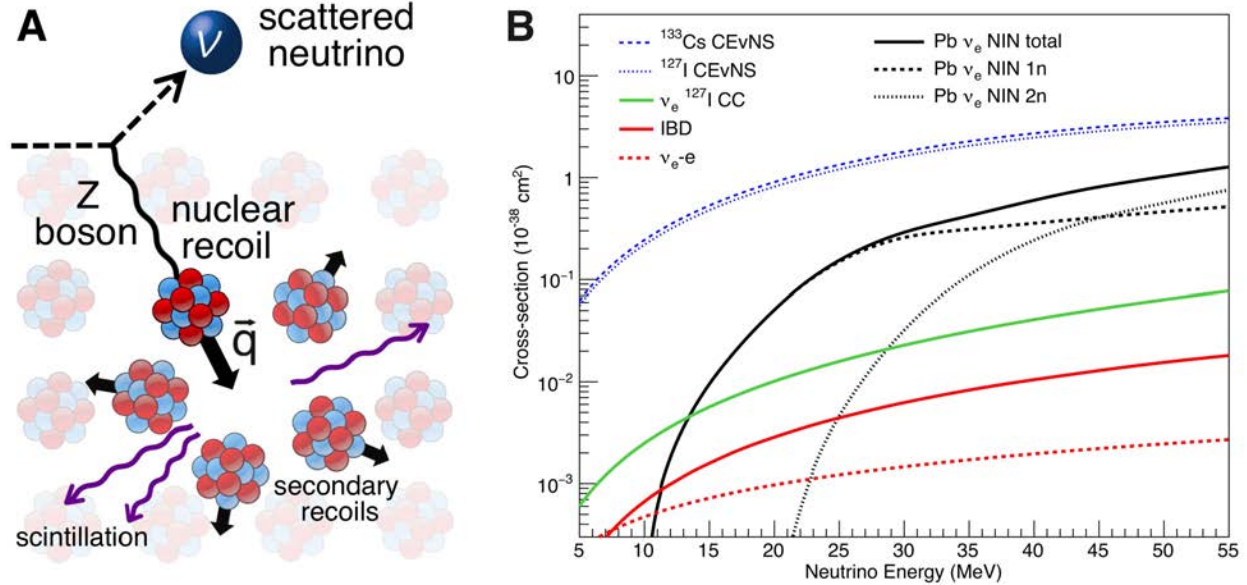 A
scattered
neutrino
ν
Z
boson
nuclear
recoil
q⃗
secondary
recoils
scintillation
B
¹³³Cs CEvNS
¹²⁷I CEvNS
νₑ ¹²⁷I CC
IBD
νₑ-e
Pb νₑ NIN total
Pb νₑ NIN 1n
Pb νₑ NIN 2n
Cross-section (10⁻³⁸ cm²)
10
1
10⁻¹
10⁻²
10⁻³
5 10 15 20 25 30 35 40 45 50 55
Neutrino Energy (MeV)